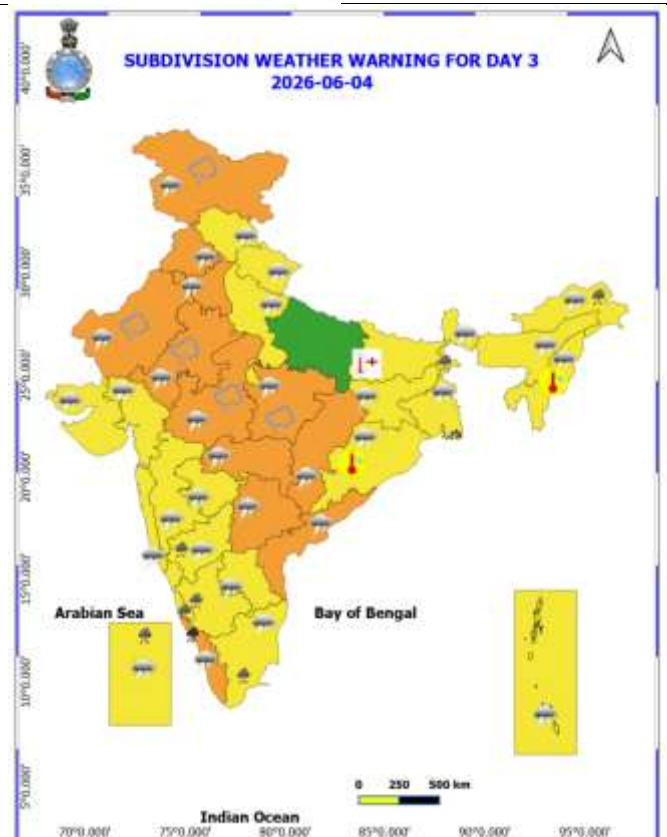 SUBDIVISION WEATHER WARNING FOR DAY 3
2026-06-04
40°0.000'
35°0.000'
30°0.000'
25°0.000'
20°0.000'
15°0.000'
10°0.000'
5°0.000'
Arabian Sea
Bay of Bengal
0 250 500 km
Indian Ocean
70°0.000' 75°0.000' 80°0.000' 85°0.000' 90°0.000' 95°0.000'